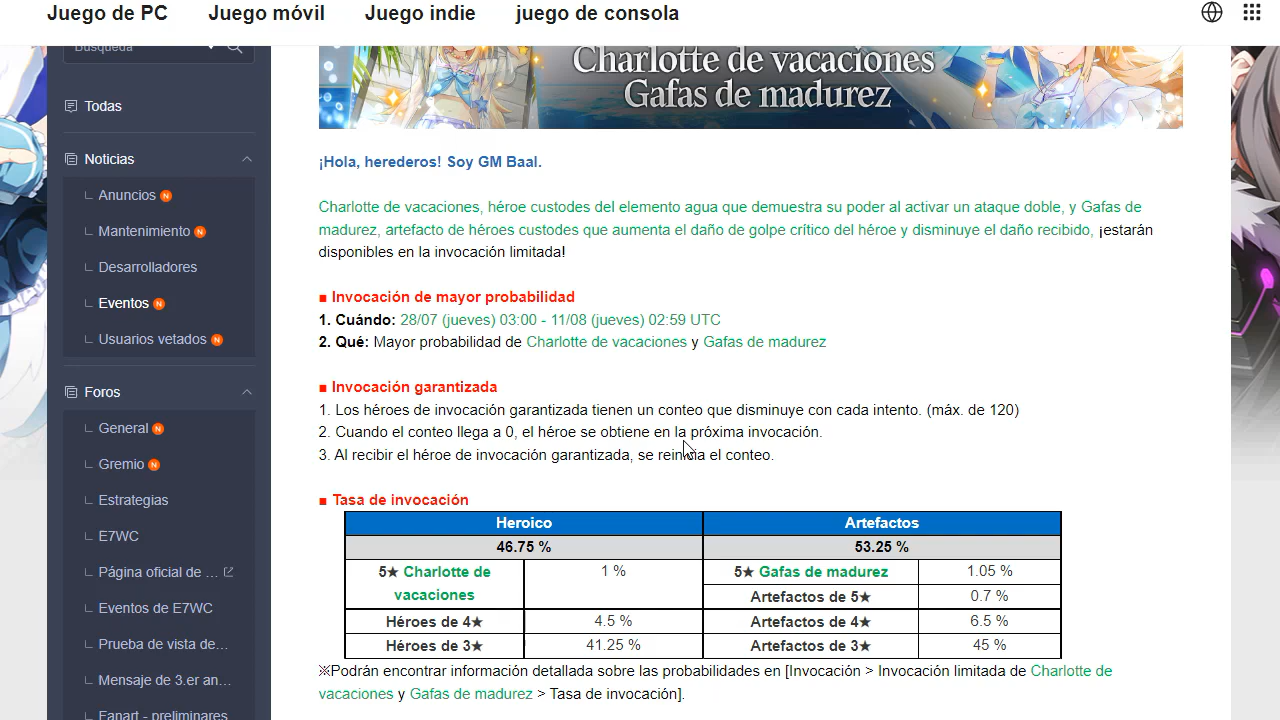 Juego de PC Juego móvil Juego indie juego de consola
Búsqueda
Todas
Noticias
Anuncios N
Mantenimiento N
Desarrolladores
Eventos N
Usuarios vetados N
Foros
General N
Gremio N
Estrategias
E7WC
Página oficial de ...
Eventos de E7WC
Prueba de vista de...
Mensaje de 3.er an...
Fanart - preliminares
Charlotte de vacaciones
Gafas de madurez
¡Hola, herederos! Soy GM Baal.
Charlotte de vacaciones, héroe custodes del elemento agua que demuestra su poder al activar un ataque doble, y Gafas de
madurez, artefacto de héroes custodes que aumenta el daño de golpe crítico del héroe y disminuye el daño recibido, ¡estarán
disponibles en la invocación limitada!
■ Invocación de mayor probabilidad
1. Cuándo: 28/07 (jueves) 03:00 - 11/08 (jueves) 02:59 UTC
2. Qué: Mayor probabilidad de Charlotte de vacaciones y Gafas de madurez
■ Invocación garantizada
1. Los héroes de invocación garantizada tienen un conteo que disminuye con cada intento. (máx. de 120)
2. Cuando el conteo llega a 0, el héroe se obtiene en la próxima invocación.
3. Al recibir el héroe de invocación garantizada, se reinicia el conteo.
■ Tasa de invocación
Heroico Artefactos
46.75 % 53.25 %
5★ Charlotte de vacaciones 1 % 5★ Gafas de madurez 1.05 %
Artefactos de 5★ 0.7 %
Héroes de 4★ 4.5 % Artefactos de 4★ 6.5 %
Héroes de 3★ 41.25 % Artefactos de 3★ 45 %
※Podrán encontrar información detallada sobre las probabilidades en [Invocación > Invocación limitada de Charlotte de
vacaciones y Gafas de madurez > Tasa de invocación].